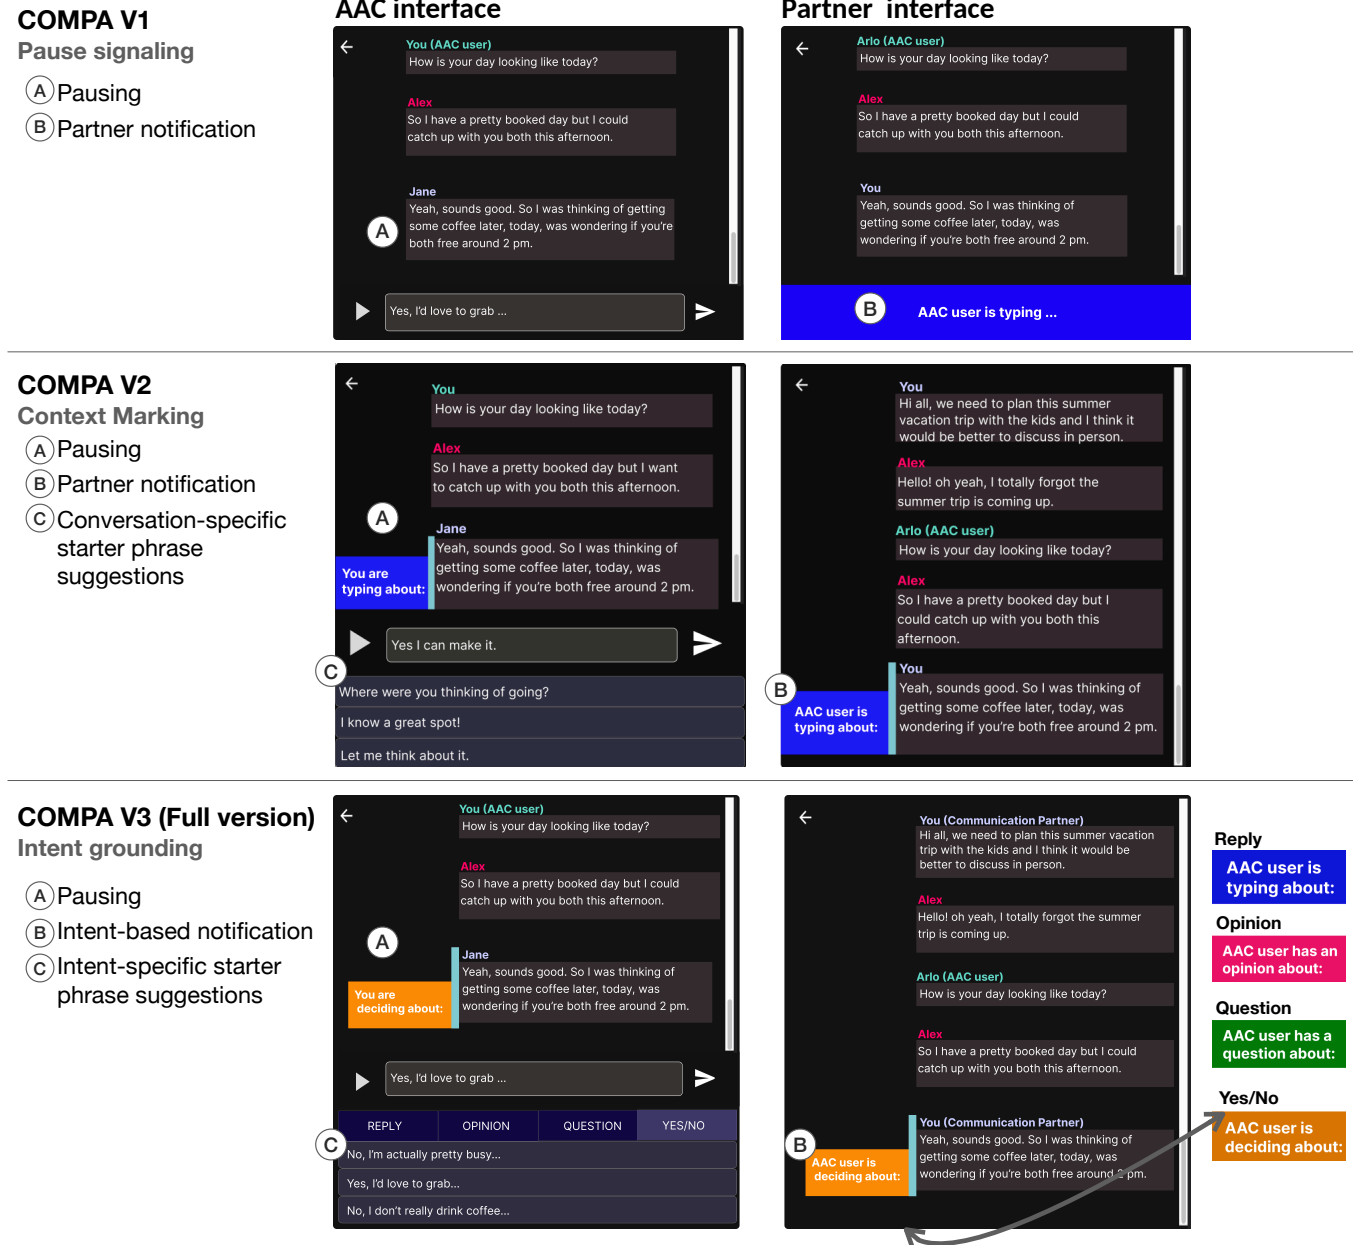 AAC interface
Partner interface
COMPA V1
Pause signaling
A Pausing
B Partner notification
You (AAC user)
How is your day looking like today?
Alex
So I have a pretty booked day but I could
catch up with you both this afternoon.
Jane
Yeah, sounds good. So I was thinking of getting
some coffee later, today, was wondering if you're
both free around 2 pm.
A
Yes, I'd love to grab ...
Arlo (AAC user)
How is your day looking like today?
Alex
So I have a pretty booked day but I could
catch up with you both this afternoon.
You
Yeah, sounds good. So I was thinking of
getting some coffee later, today, was
wondering if you're both free around 2 pm.
B
AAC user is typing ...
COMPA V2
Context Marking
A Pausing
B Partner notification
C Conversation-specific
starter phrase
suggestions
You
How is your day looking like today?
Alex
So I have a pretty booked day but I want
to catch up with you both this afternoon.
A
Jane
Yeah, sounds good. So I was thinking of
getting some coffee later, today, was
wondering if you're both free around 2 pm.
You are
typing about:
Yes I can make it.
C
Where were you thinking of going?
I know a great spot!
Let me think about it.
You
Hi all, we need to plan this summer
vacation trip with the kids and I think it
would be better to discuss in person.
Alex
Hello! oh yeah, I totally forgot the
summer trip is coming up.
Arlo (AAC user)
How is your day looking like today?
Alex
So I have a pretty booked day but I
could catch up with you both this
afternoon.
You
Yeah, sounds good. So I was thinking of
getting some coffee later, today, was
wondering if you're both free around 2 pm.
B
AAC user is
typing about:
COMPA V3 (Full version)
Intent grounding
A Pausing
B Intent-based notification
C Intent-specific starter
phrase suggestions
You (AAC user)
How is your day looking like today?
Alex
So I have a pretty booked day but I could
catch up with you both this afternoon.
A
Jane
Yeah, sounds good. So I was thinking of
getting some coffee later, today, was
wondering if you're both free around 2 pm.
You are
deciding about:
Yes, I'd love to grab ...
REPLY OPINION QUESTION YES/NO
C
No, I'm actually pretty busy...
Yes, I'd love to grab...
No, I don't really drink coffee...
You (Communication Partner)
Hi all, we need to plan this summer vacation
trip with the kids and I think it would be
better to discuss in person.
Alex
Hello! oh yeah, I totally forgot the summer
trip is coming up.
Arlo (AAC user)
How is your day looking like today?
Alex
So I have a pretty booked day but I could
catch up with you both this afternoon.
You (Communication Partner)
Yeah, sounds good. So I was thinking of
getting some coffee later, today, was
wondering if you're both free around 2 pm.
B
AAC user is
deciding about:
Reply
AAC user is
typing about:
Opinion
AAC user has an
opinion about:
Question
AAC user has a
question about:
Yes/No
AAC user is
deciding about: